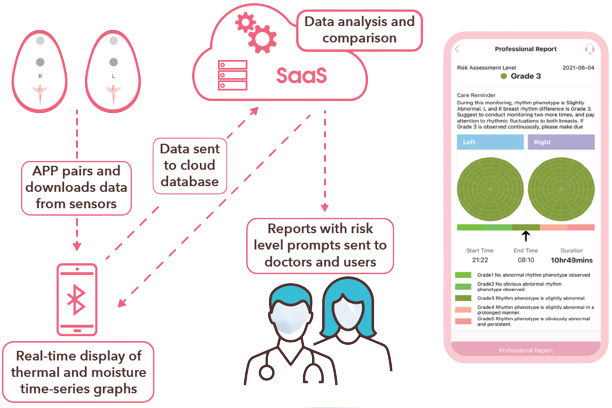 R
L
Data analysis and
comparison
SaaS
APP pairs and
downloads data
from sensors
Data sent
to cloud
database
Reports with risk
level prompts sent to
doctors and users
Real-time display of
thermal and moisture
time-series graphs
Professional Report
Risk Assessment Level
2021-06-04
Grade 3
Care Reminder
During this monitoring, rhythm phenotype is Slightly
Abnormal. L and R breast rhythm difference is Grade 3.
Suggest to conduct monitoring two more times, and pay
attention to rhythmic fluctuations to both breasts. If
Grade 3 is observed continuously, please make due
Left
Right
Start Time
End Time
Duration
21:22
08:10
10hr49mins
Grade1 No abnormal rhythm phenotype observed
Grade2 No obvious abnormal rhythm
phenotype observed.
Grade3 Rhythm phenotype is slightly abnormal.
Grade4 Rhythm phenotype is slightly abnormal in a
prolonged manner.
Grade5 Rhythm phenotype is obviously abnormal
and persistent.
Professional Report